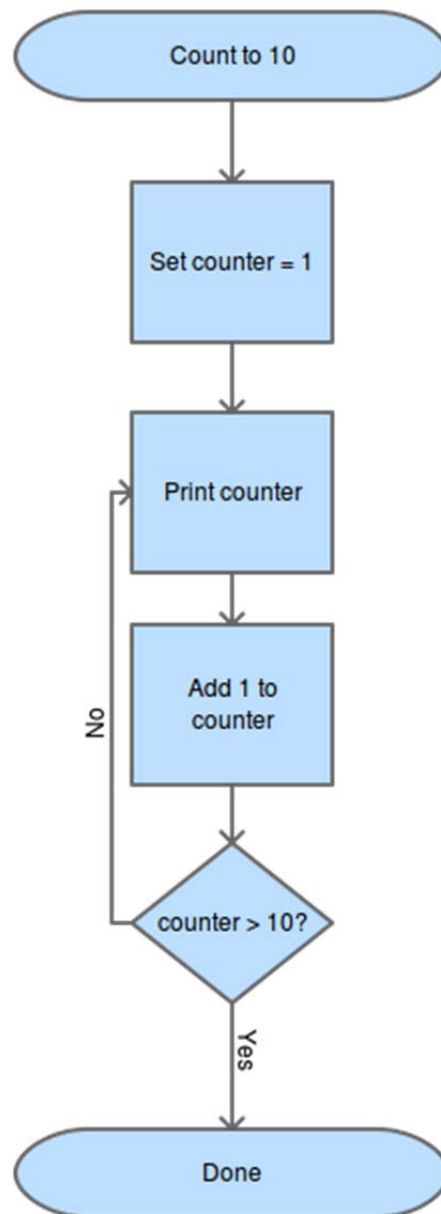 Count to 10
Set counter = 1
Print counter
Add 1 to
counter
No
counter > 10?
Yes
Done